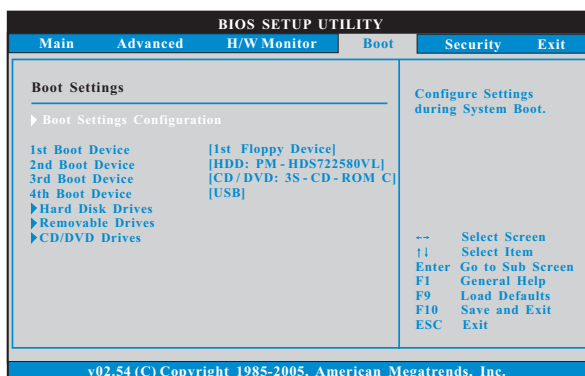 BIOS SETUP UTILITY
Main Advanced H/W Monitor Boot Security Exit
Boot Settings
Boot Settings Configuration
1st Boot Device [1st Floppy Device]
2nd Boot Device [HDD: PM - HDS722580VL]
3rd Boot Device [CD / DVD: 3S - CD - ROM C]
4th Boot Device [USB]
Hard Disk Drives
Removable Drives
CD/DVD Drives
Configure Settings
during System Boot.
←→ Select Screen
↑↓ Select Item
Enter Go to Sub Screen
F1 General Help
F9 Load Defaults
F10 Save and Exit
ESC Exit
v02.54 (C) Copyright 1985-2005, American Megatrends, Inc.